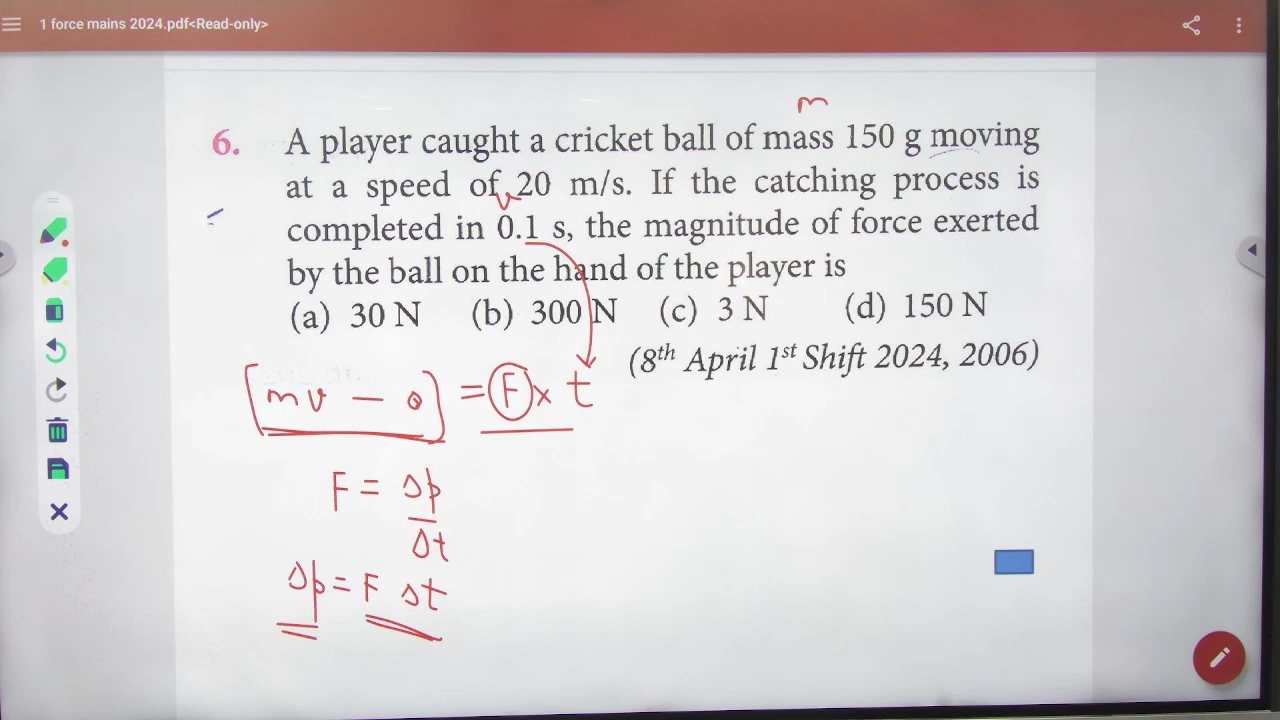 1 force mains 2024.pdf<Read-only>
m
6. A player caught a cricket ball of mass 150 g moving
at a speed of 20 m/s. If the catching process is
v
completed in 0.1 s, the magnitude of force exerted
by the ball on the hand of the player is
(a) 30 N (b) 300 N (c) 3 N (d) 150 N
(8th April 1st Shift 2024, 2006)
[mv - 0] = F × t
F = Δp
Δt
Δp = F Δt